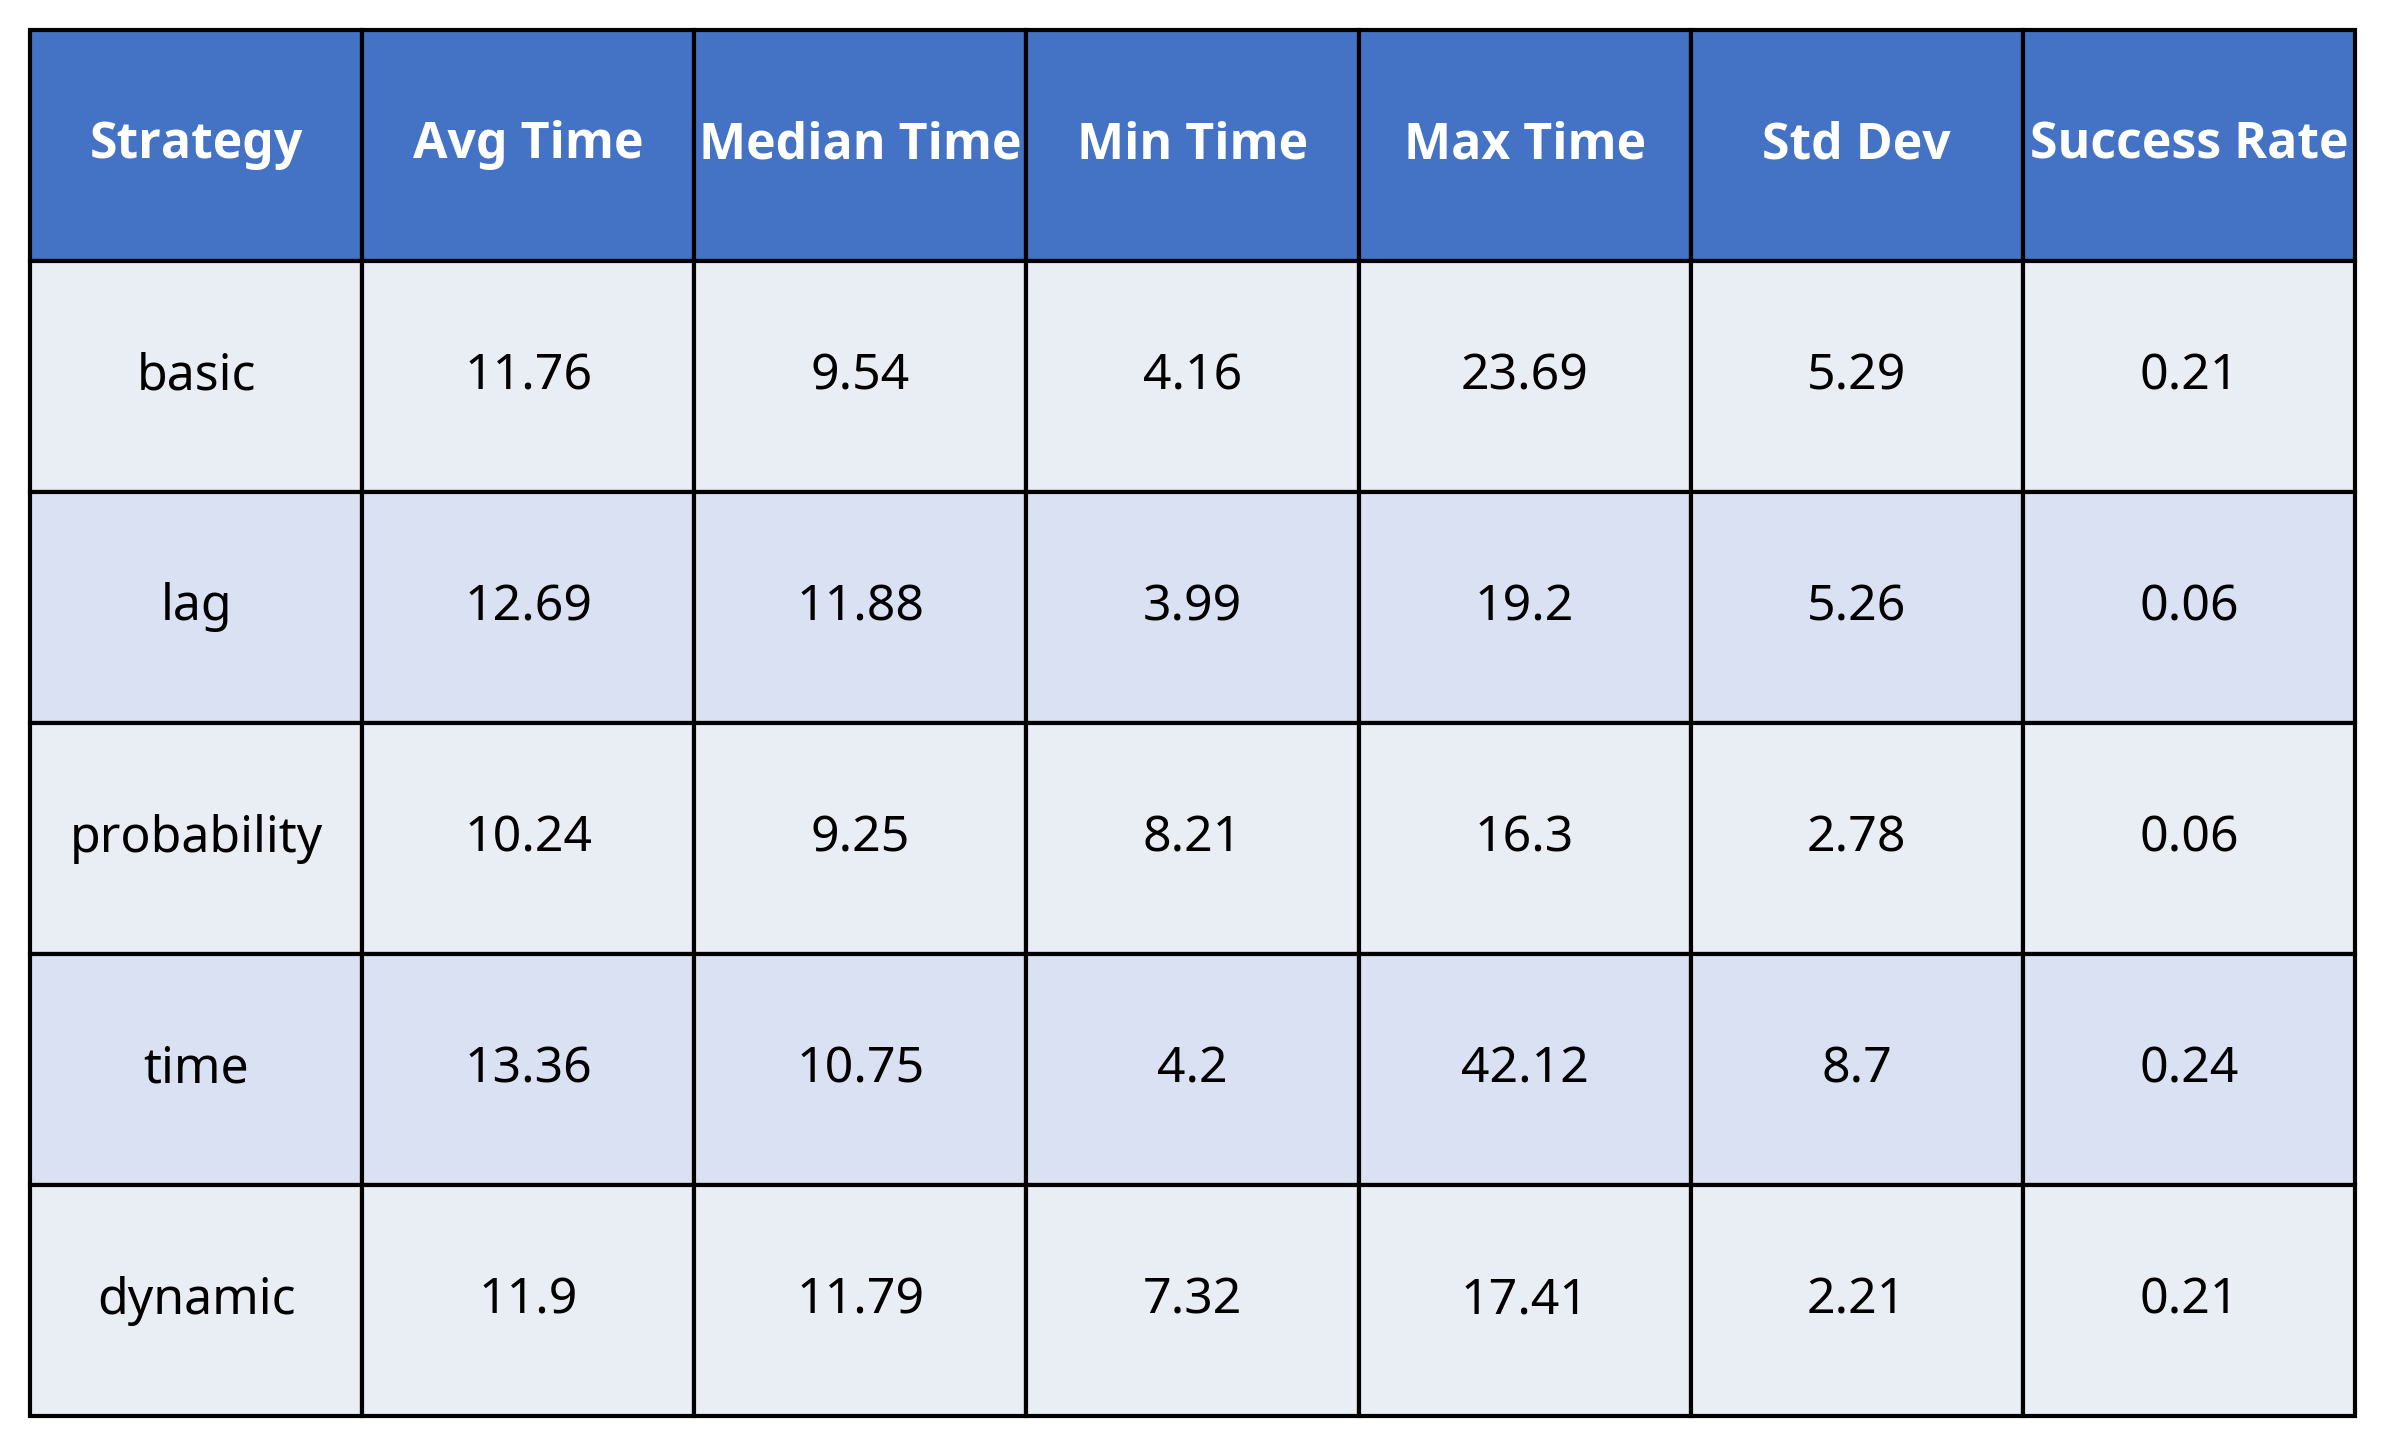 Strategy Avg Time Median Time Min Time Max Time Std Dev Success Rate
basic 11.76 9.54 4.16 23.69 5.29 0.21
lag 12.69 11.88 3.99 19.2 5.26 0.06
probability 10.24 9.25 8.21 16.3 2.78 0.06
time 13.36 10.75 4.2 42.12 8.7 0.24
dynamic 11.9 11.79 7.32 17.41 2.21 0.21